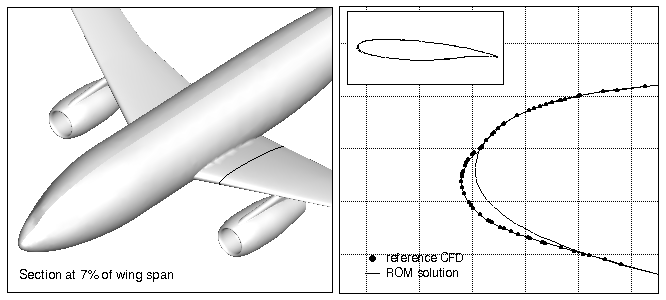 Section at 7% of wing span
reference CFD
ROM solution